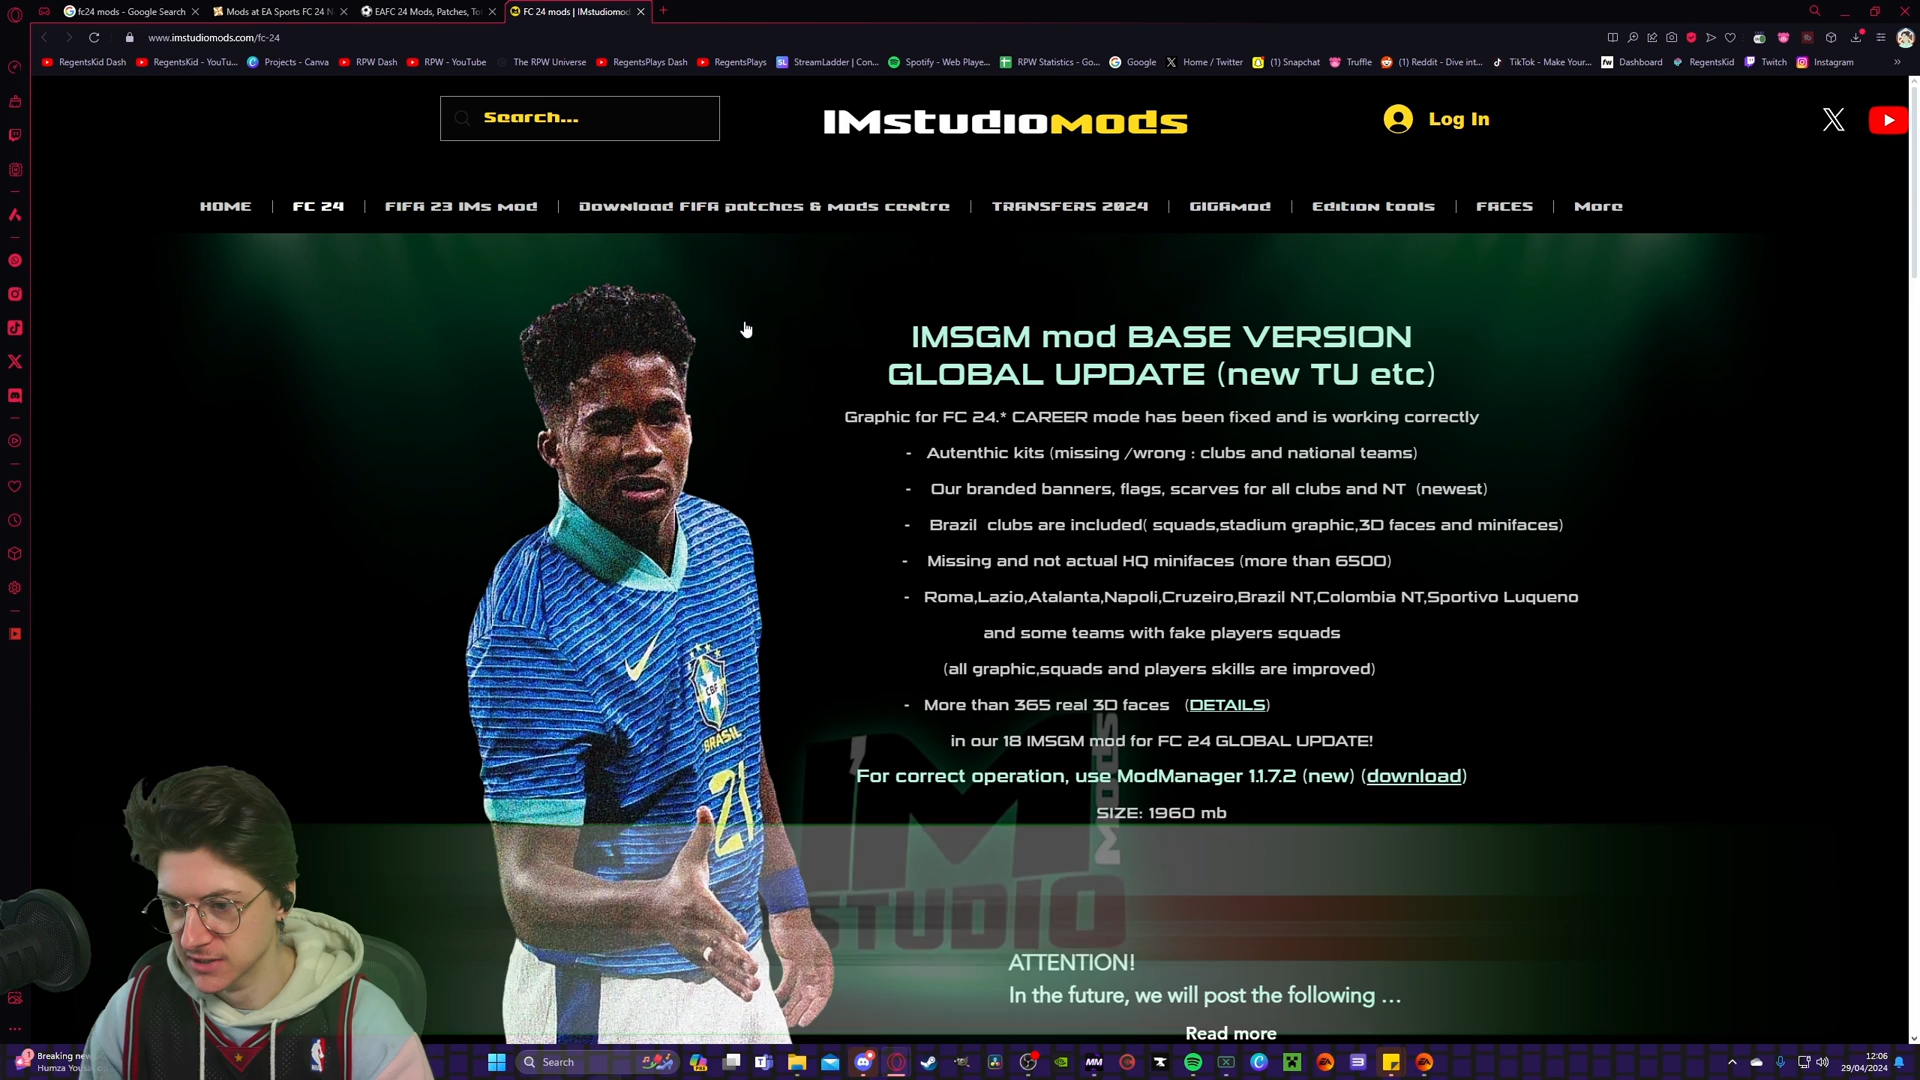 fc24 mods - Google Search
Mods at EA Sports FC 24 N
EAFC 24 Mods, Patches, To
FC 24 mods | IMstudiomod
www.imstudiomods.com/fc-24
RegentsKid Dash
RegentsKid - YouTu...
Projects - Canva
RPW Dash
RPW - YouTube
The RPW Universe
RegentsPlays Dash
RegentsPlays
StreamLadder | Con...
Spotify - Web Playe...
RPW Statistics - Go...
Google
Home / Twitter
(1) Snapchat
Truffle
(1) Reddit - Dive int...
TikTok - Make Your...
Dashboard
RegentsKid
Twitch
Instagram
Search...
IMstudiomods
Log In
HOME
FC 24
FIFA 23 IMs mod
Download FIFA patches & mods centre
TRANSFERS 2024
GIGAmod
Edition tools
FACES
More
IMSGM mod BASE VERSION
GLOBAL UPDATE (new TU etc)
Graphic for FC 24.* CAREER mode has been fixed and is working correctly
- Autenthic kits (missing /wrong : clubs and national teams)
- Our branded banners, flags, scarves for all clubs and NT (newest)
- Brazil clubs are included( squads,stadium graphic,3D faces and minifaces)
- Missing and not actual HQ minifaces (more than 6500)
- Roma,Lazio,Atalanta,Napoli,Cruzeiro,Brazil NT,Colombia NT,Sportivo Luqueno
and some teams with fake players squads
(all graphic,squads and players skills are improved)
- More than 365 real 3D faces (DETAILS)
in our 18 IMSGM mod for FC 24 GLOBAL UPDATE!
For correct operation, use ModManager 1.1.7.2 (new) (download)
SIZE: 1960 mb
CBF
BRASIL
21
IM
MODS
STUDIO
ATTENTION!
In the future, we will post the following ...
Read more
Breaking new
Humza Yousa
Search
12:06
29/04/2024